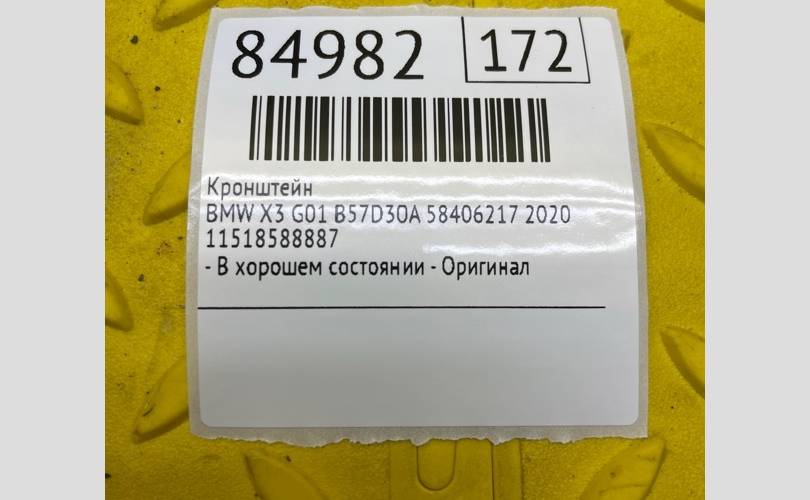 84982 172
Кронштейн
BMW X3 G01 B57D30A 58406217 2020
11518588887
- В хорошем состоянии - Оригинал